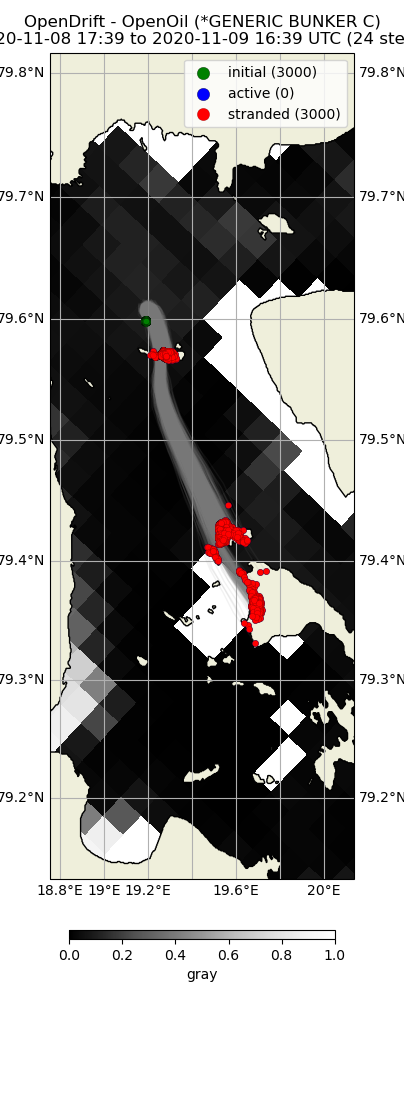 OpenDrift - OpenOil (*GENERIC BUNKER C)
20-11-08 17:39 to 2020-11-09 16:39 UTC (24 ste
79.8°N 79.8°N
initial (3000)
active (0)
stranded (3000)
79.7°N 79.7°N
79.6°N 79.6°N
79.5°N 79.5°N
79.4°N 79.4°N
79.3°N 79.3°N
79.2°N 79.2°N
18.8°E 19°E 19.2°E 19.6°E 20°E
0.0 0.2 0.4 0.6 0.8 1.0
gray